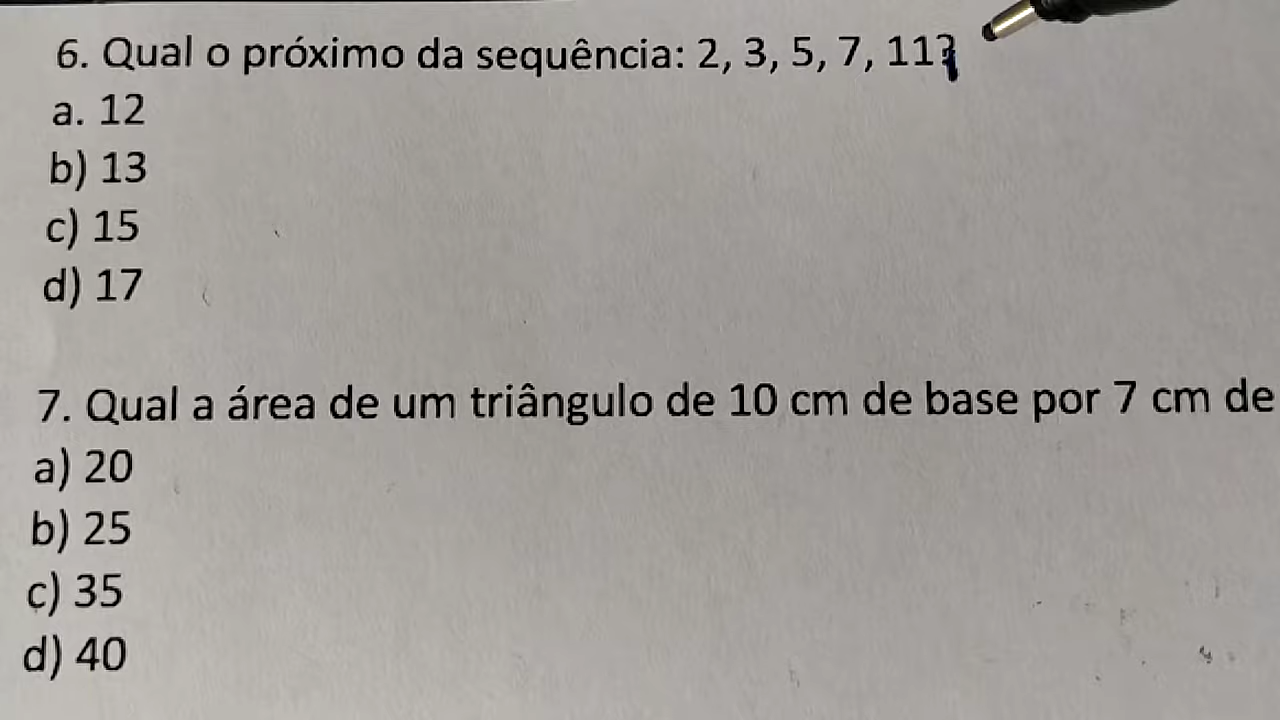 6. Qual o próximo da sequência: 2, 3, 5, 7, 11?
a. 12
b) 13
c) 15
d) 17
7. Qual a área de um triângulo de 10 cm de base por 7 cm de
a) 20
b) 25
c) 35
d) 40